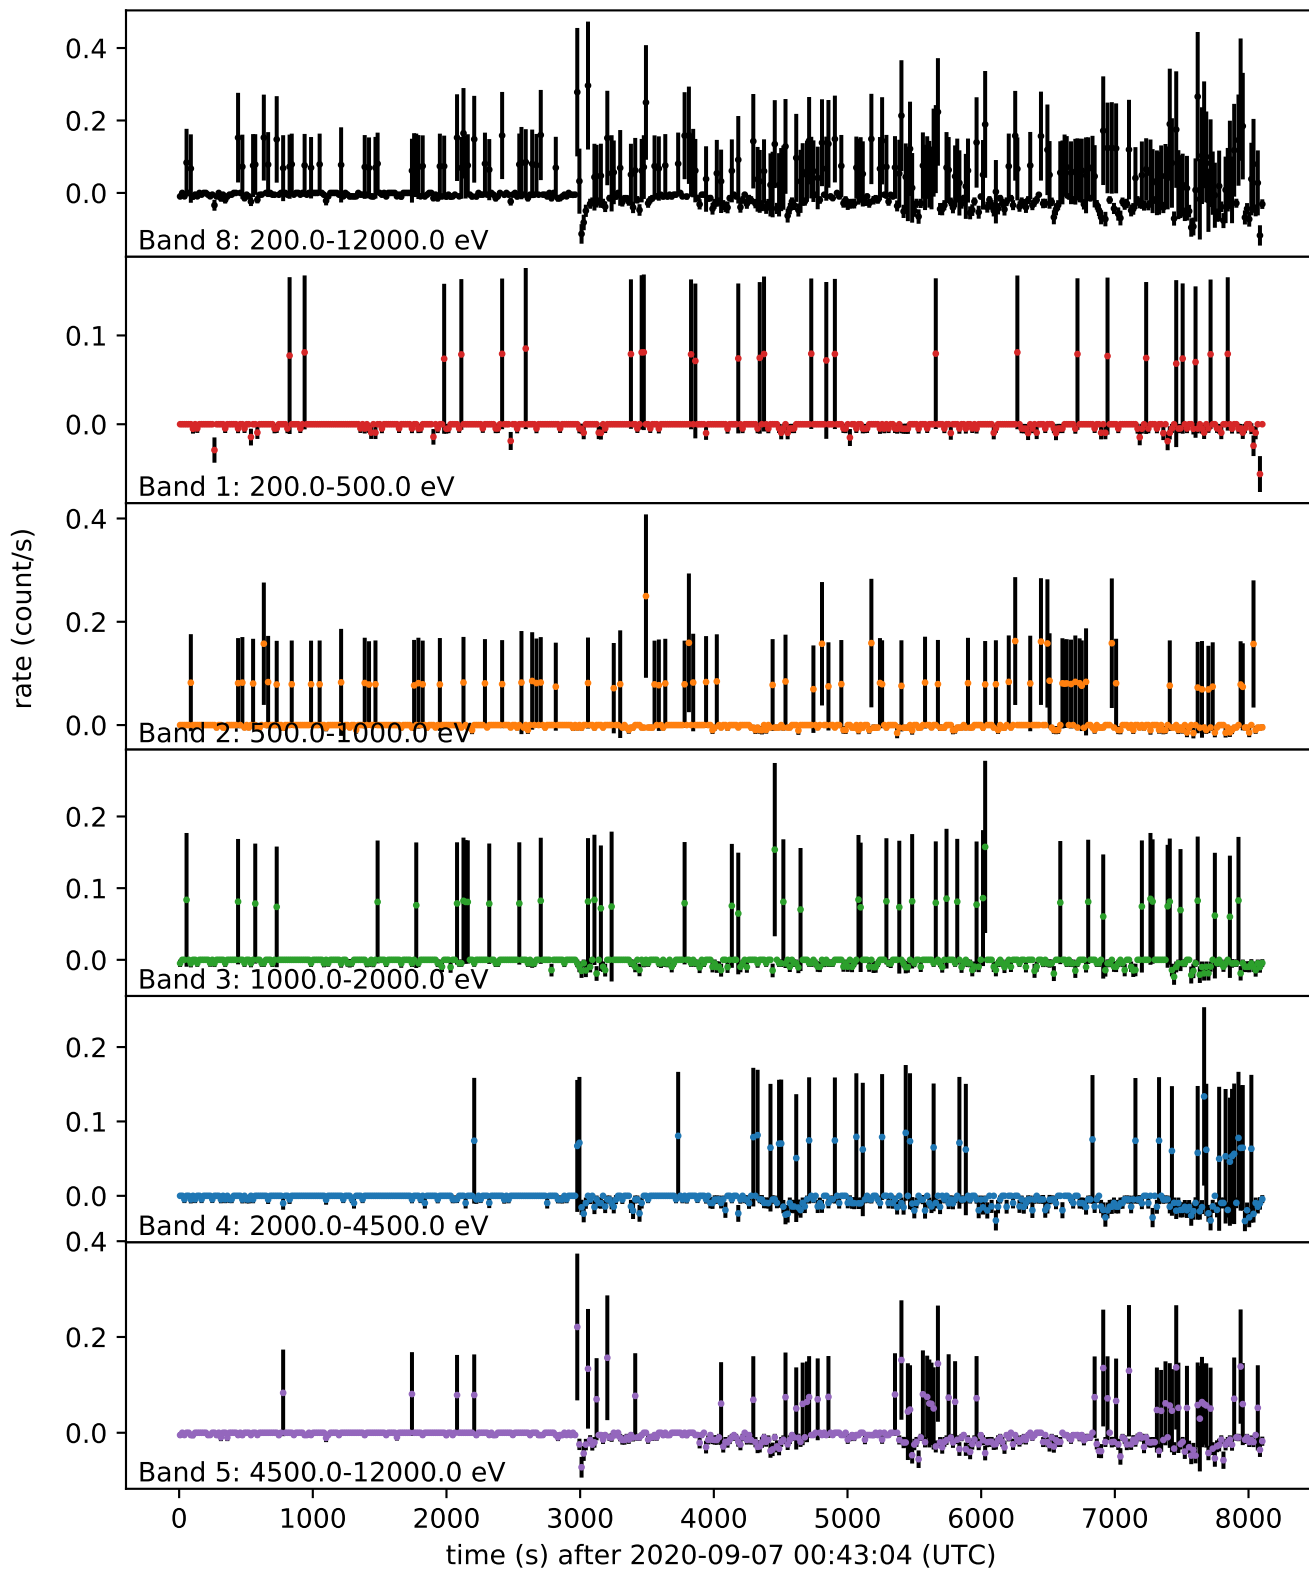 0.4
0.2
0.0
Band 8: 200.0-12000.0 eV
0.1
0.0
Band 1: 200.0-500.0 eV
rate (count/s)
0.4
0.2
0.0
Band 2: 500.0-1000.0 eV
0.2
0.1
0.0
Band 3: 1000.0-2000.0 eV
0.2
0.1
0.0
Band 4: 2000.0-4500.0 eV
0.4
0.2
0.0
Band 5: 4500.0-12000.0 eV
0 1000 2000 3000 4000 5000 6000 7000 8000
time (s) after 2020-09-07 00:43:04 (UTC)